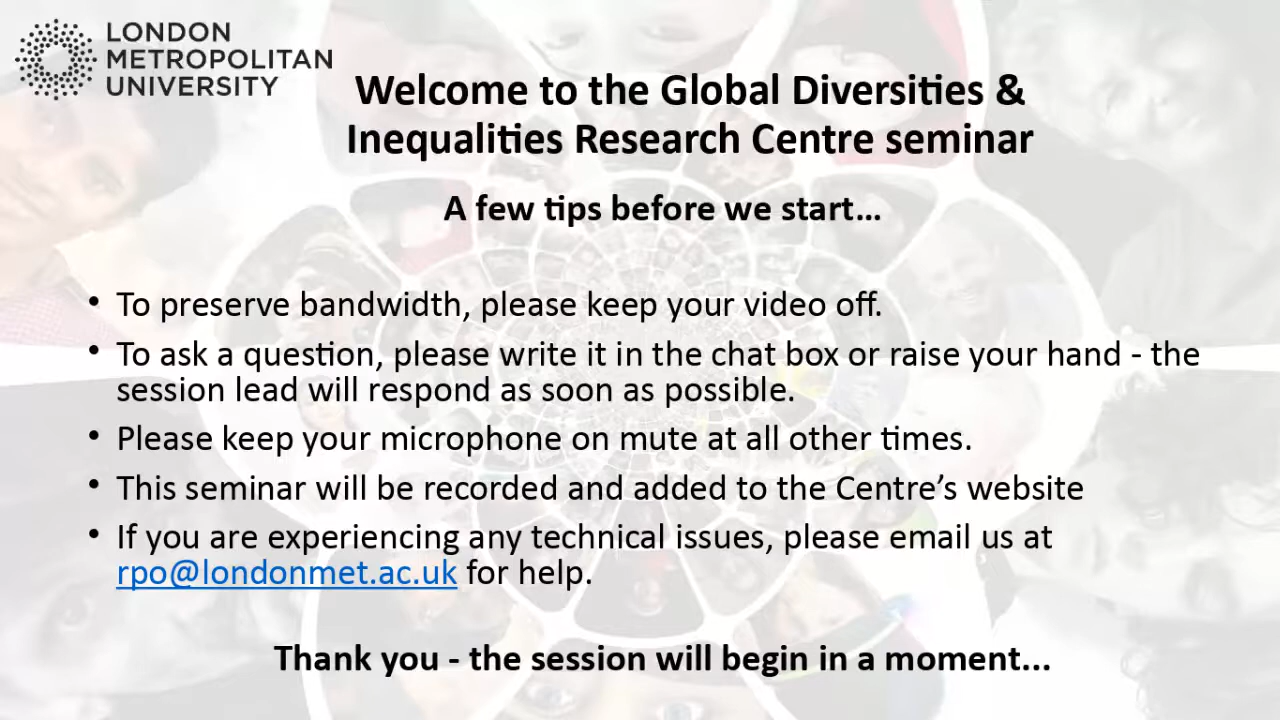 LONDON
METROPOLITAN
UNIVERSITY
Welcome to the Global Diversities &
Inequalities Research Centre seminar
A few tips before we start…
• To preserve bandwidth, please keep your video off.
• To ask a question, please write it in the chat box or raise your hand - the
session lead will respond as soon as possible.
• Please keep your microphone on mute at all other times.
• This seminar will be recorded and added to the Centre’s website
• If you are experiencing any technical issues, please email us at
rpo@londonmet.ac.uk for help.
Thank you - the session will begin in a moment...